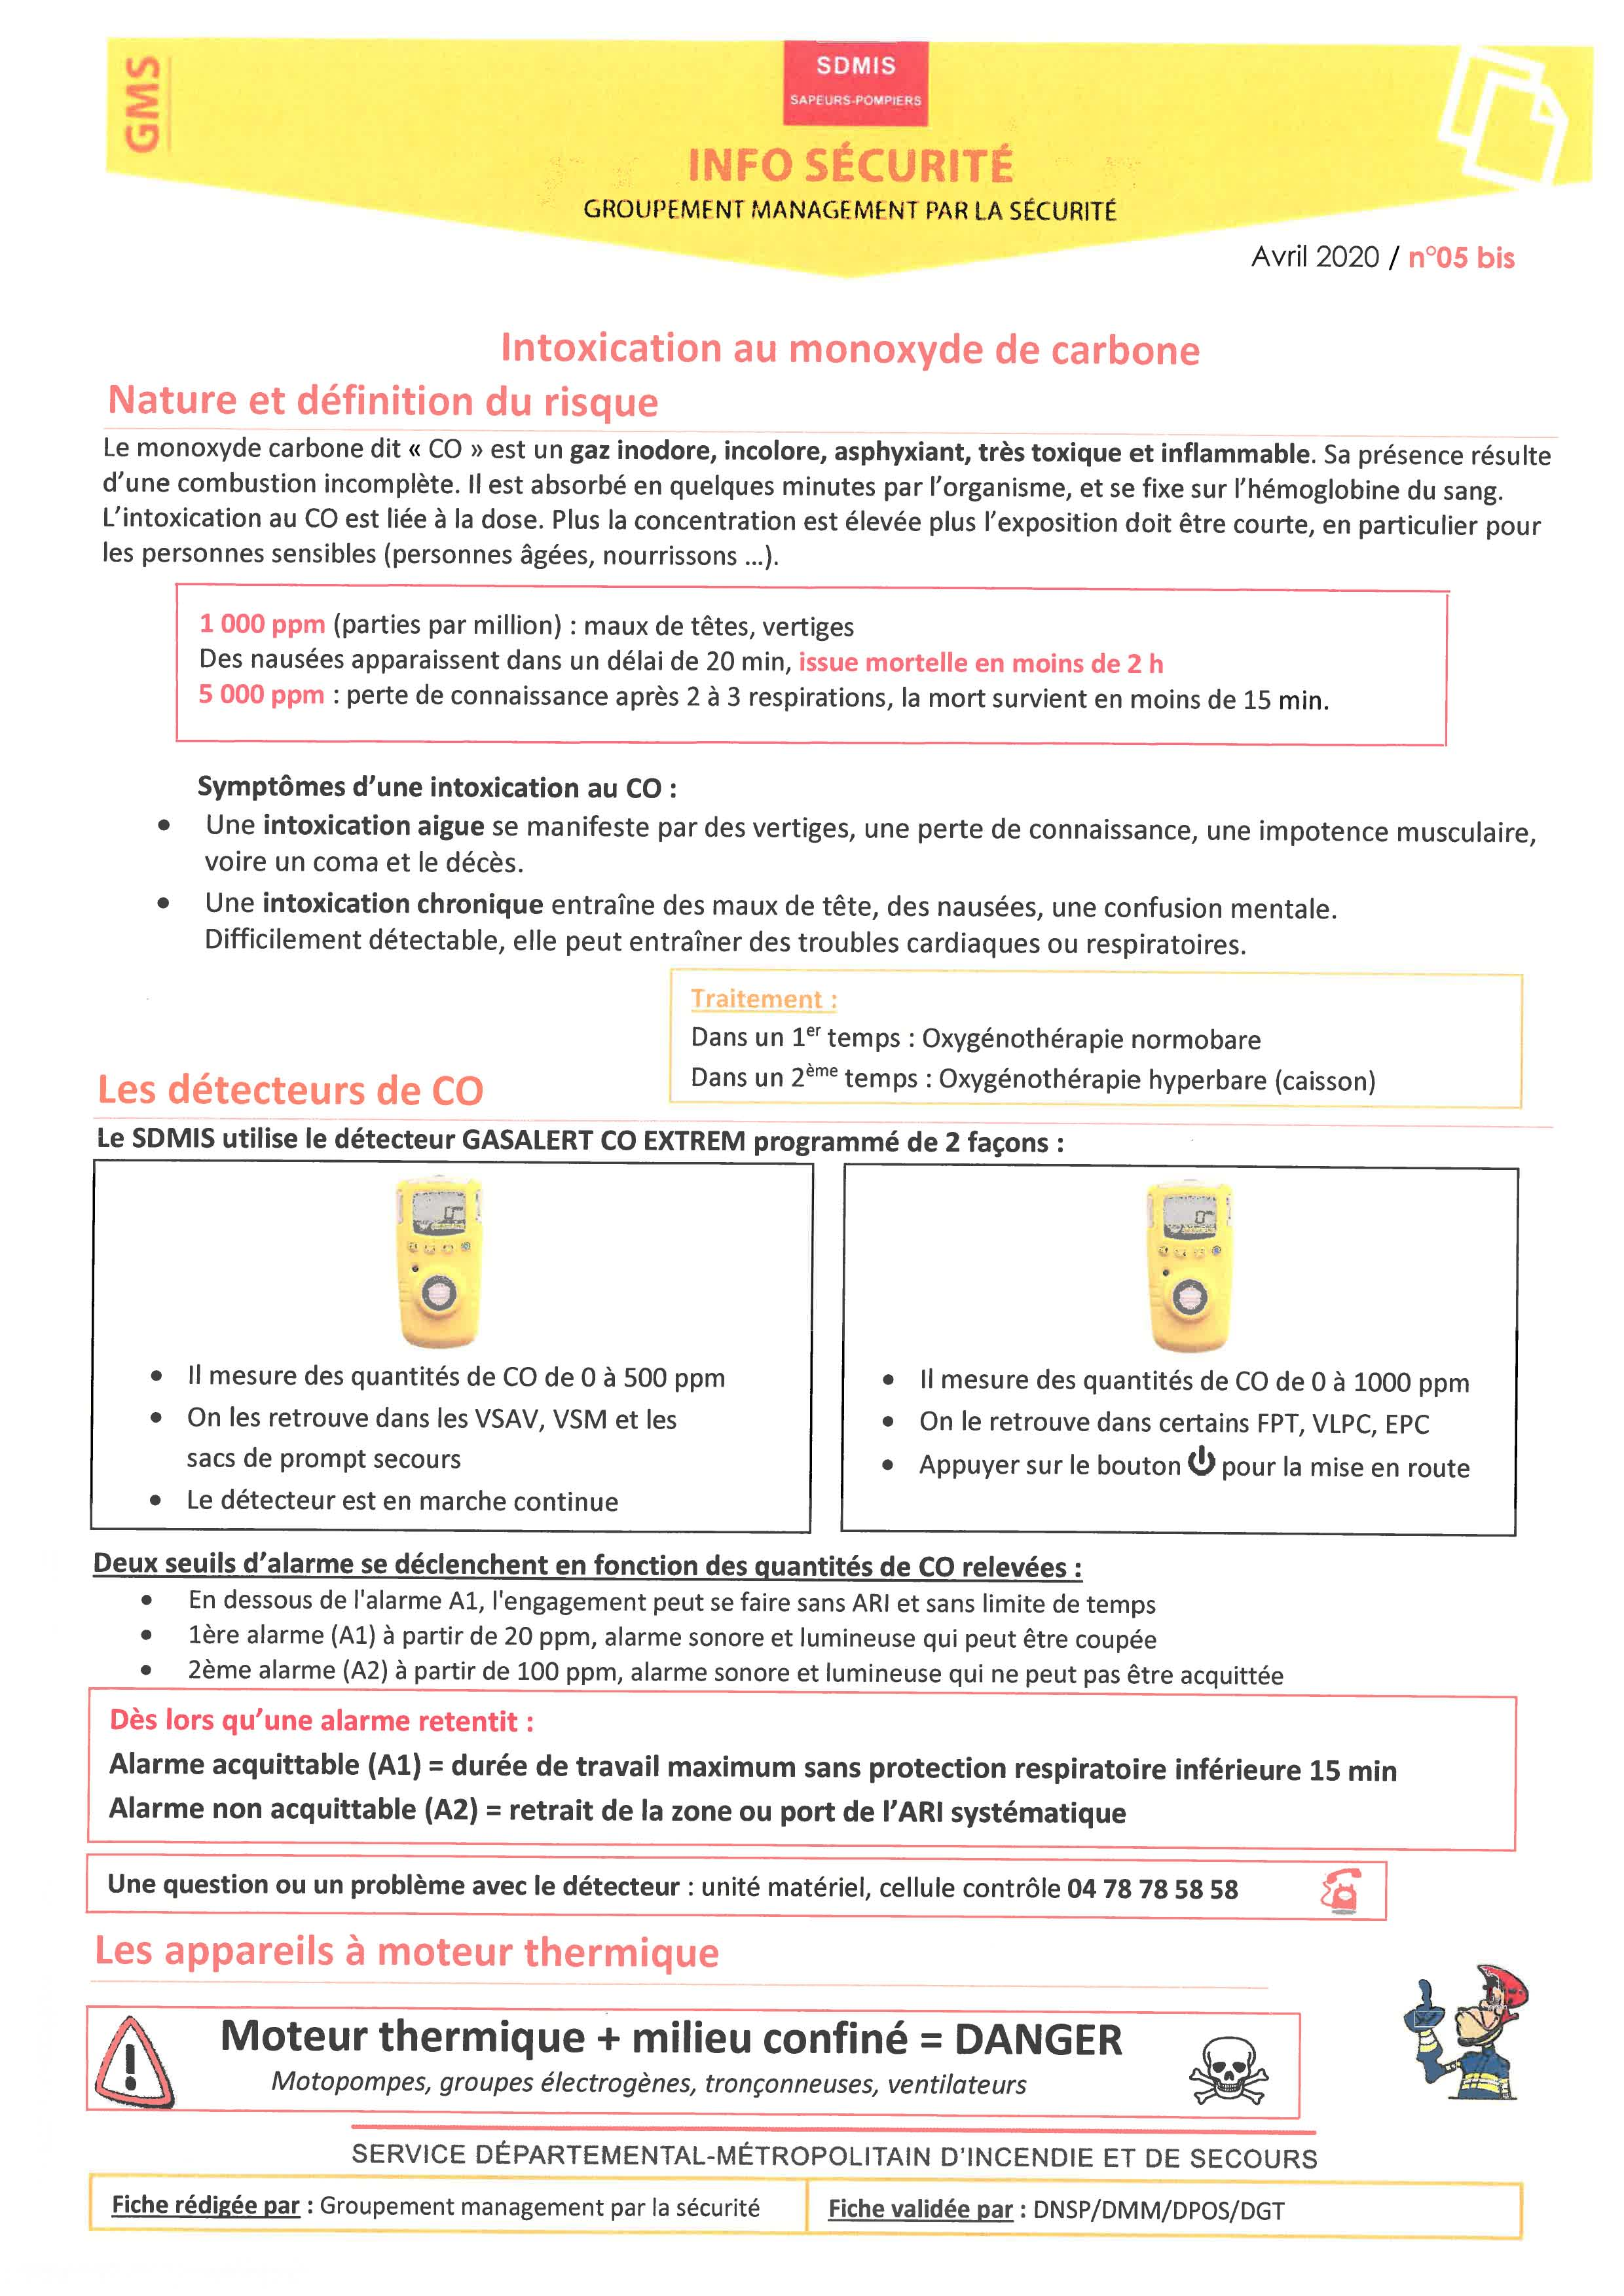 GMS
SDMIS
SAPEURS-POMPIERS
INFO SÉCURITÉ
GROUPEMENT MANAGEMENT PAR LA SÉCURITÉ
Avril 2020 / n°05 bis
Intoxication au monoxyde de carbone
Nature et définition du risque
Le monoxyde carbone dit « CO » est un gaz inodore, incolore, asphyxiant, très toxique et inflammable. Sa présence résulte
d'une combustion incomplète. Il est absorbé en quelques minutes par l'organisme, et se fixe sur l'hémoglobine du sang.
L'intoxication au CO est liée à la dose. Plus la concentration est élevée plus l'exposition doit être courte, en particulier pour
les personnes sensibles (personnes âgées, nourrissons ...).
1 000 ppm (parties par million) : maux de têtes, vertiges
Des nausées apparaissent dans un délai de 20 min, issue mortelle en moins de 2 h
5 000 ppm : perte de connaissance après 2 à 3 respirations, la mort survient en moins de 15 min.
Symptômes d'une intoxication au CO :
• Une intoxication aigue se manifeste par des vertiges, une perte de connaissance, une impotence musculaire,
voire un coma et le décès.
• Une intoxication chronique entraîne des maux de tête, des nausées, une confusion mentale.
Difficilement détectable, elle peut entraîner des troubles cardiaques ou respiratoires.
Traitement :
Dans un 1er temps : Oxygénothérapie normobare
Dans un 2ème temps : Oxygénothérapie hyperbare (caisson)
Les détecteurs de CO
Le SDMIS utilise le détecteur GASALERT CO EXTREM programmé de 2 façons :
• Il mesure des quantités de CO de 0 à 500 ppm
• On les retrouve dans les VSAV, VSM et les
sacs de prompt secours
• Le détecteur est en marche continue
• Il mesure des quantités de CO de 0 à 1000 ppm
• On le retrouve dans certains FPT, VLPC, EPC
• Appuyer sur le bouton ⏻ pour la mise en route
Deux seuils d'alarme se déclenchent en fonction des quantités de CO relevées :
• En dessous de l'alarme A1, l'engagement peut se faire sans ARI et sans limite de temps
• 1ère alarme (A1) à partir de 20 ppm, alarme sonore et lumineuse qui peut être coupée
• 2ème alarme (A2) à partir de 100 ppm, alarme sonore et lumineuse qui ne peut pas être acquittée
Dès lors qu'une alarme retentit :
Alarme acquittable (A1) = durée de travail maximum sans protection respiratoire inférieure 15 min
Alarme non acquittable (A2) = retrait de la zone ou port de l'ARI systématique
Une question ou un problème avec le détecteur : unité matériel, cellule contrôle 04 78 78 58 58
Les appareils à moteur thermique
Moteur thermique + milieu confiné = DANGER
Motopompes, groupes électrogènes, tronçonneuses, ventilateurs
SERVICE DÉPARTEMENTAL-MÉTROPOLITAIN D'INCENDIE ET DE SECOURS
Fiche rédigée par : Groupement management par la sécurité
Fiche validée par : DNSP/DMM/DPOS/DGT